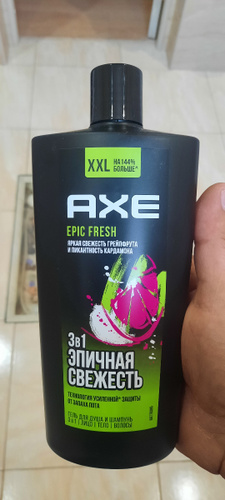 XXL НА 144% БОЛЬШЕ^
AXE
EPIC FRESH
ЯРКАЯ СВЕЖЕСТЬ ГРЕЙПФРУТА
И ПИКАНТНОСТЬ КАРДАМОНА
3в1
ЭПИЧНАЯ
СВЕЖЕСТЬ
ТЕХНОЛОГИЯ УСИЛЕННОЙ* ЗАЩИТЫ
ОТ ЗАПАХА ПОТА
ГЕЛЬ ДЛЯ ДУША И ШАМПУНЬ
3 в 1 | ЛИЦО | ТЕЛО | ВОЛОСЫ